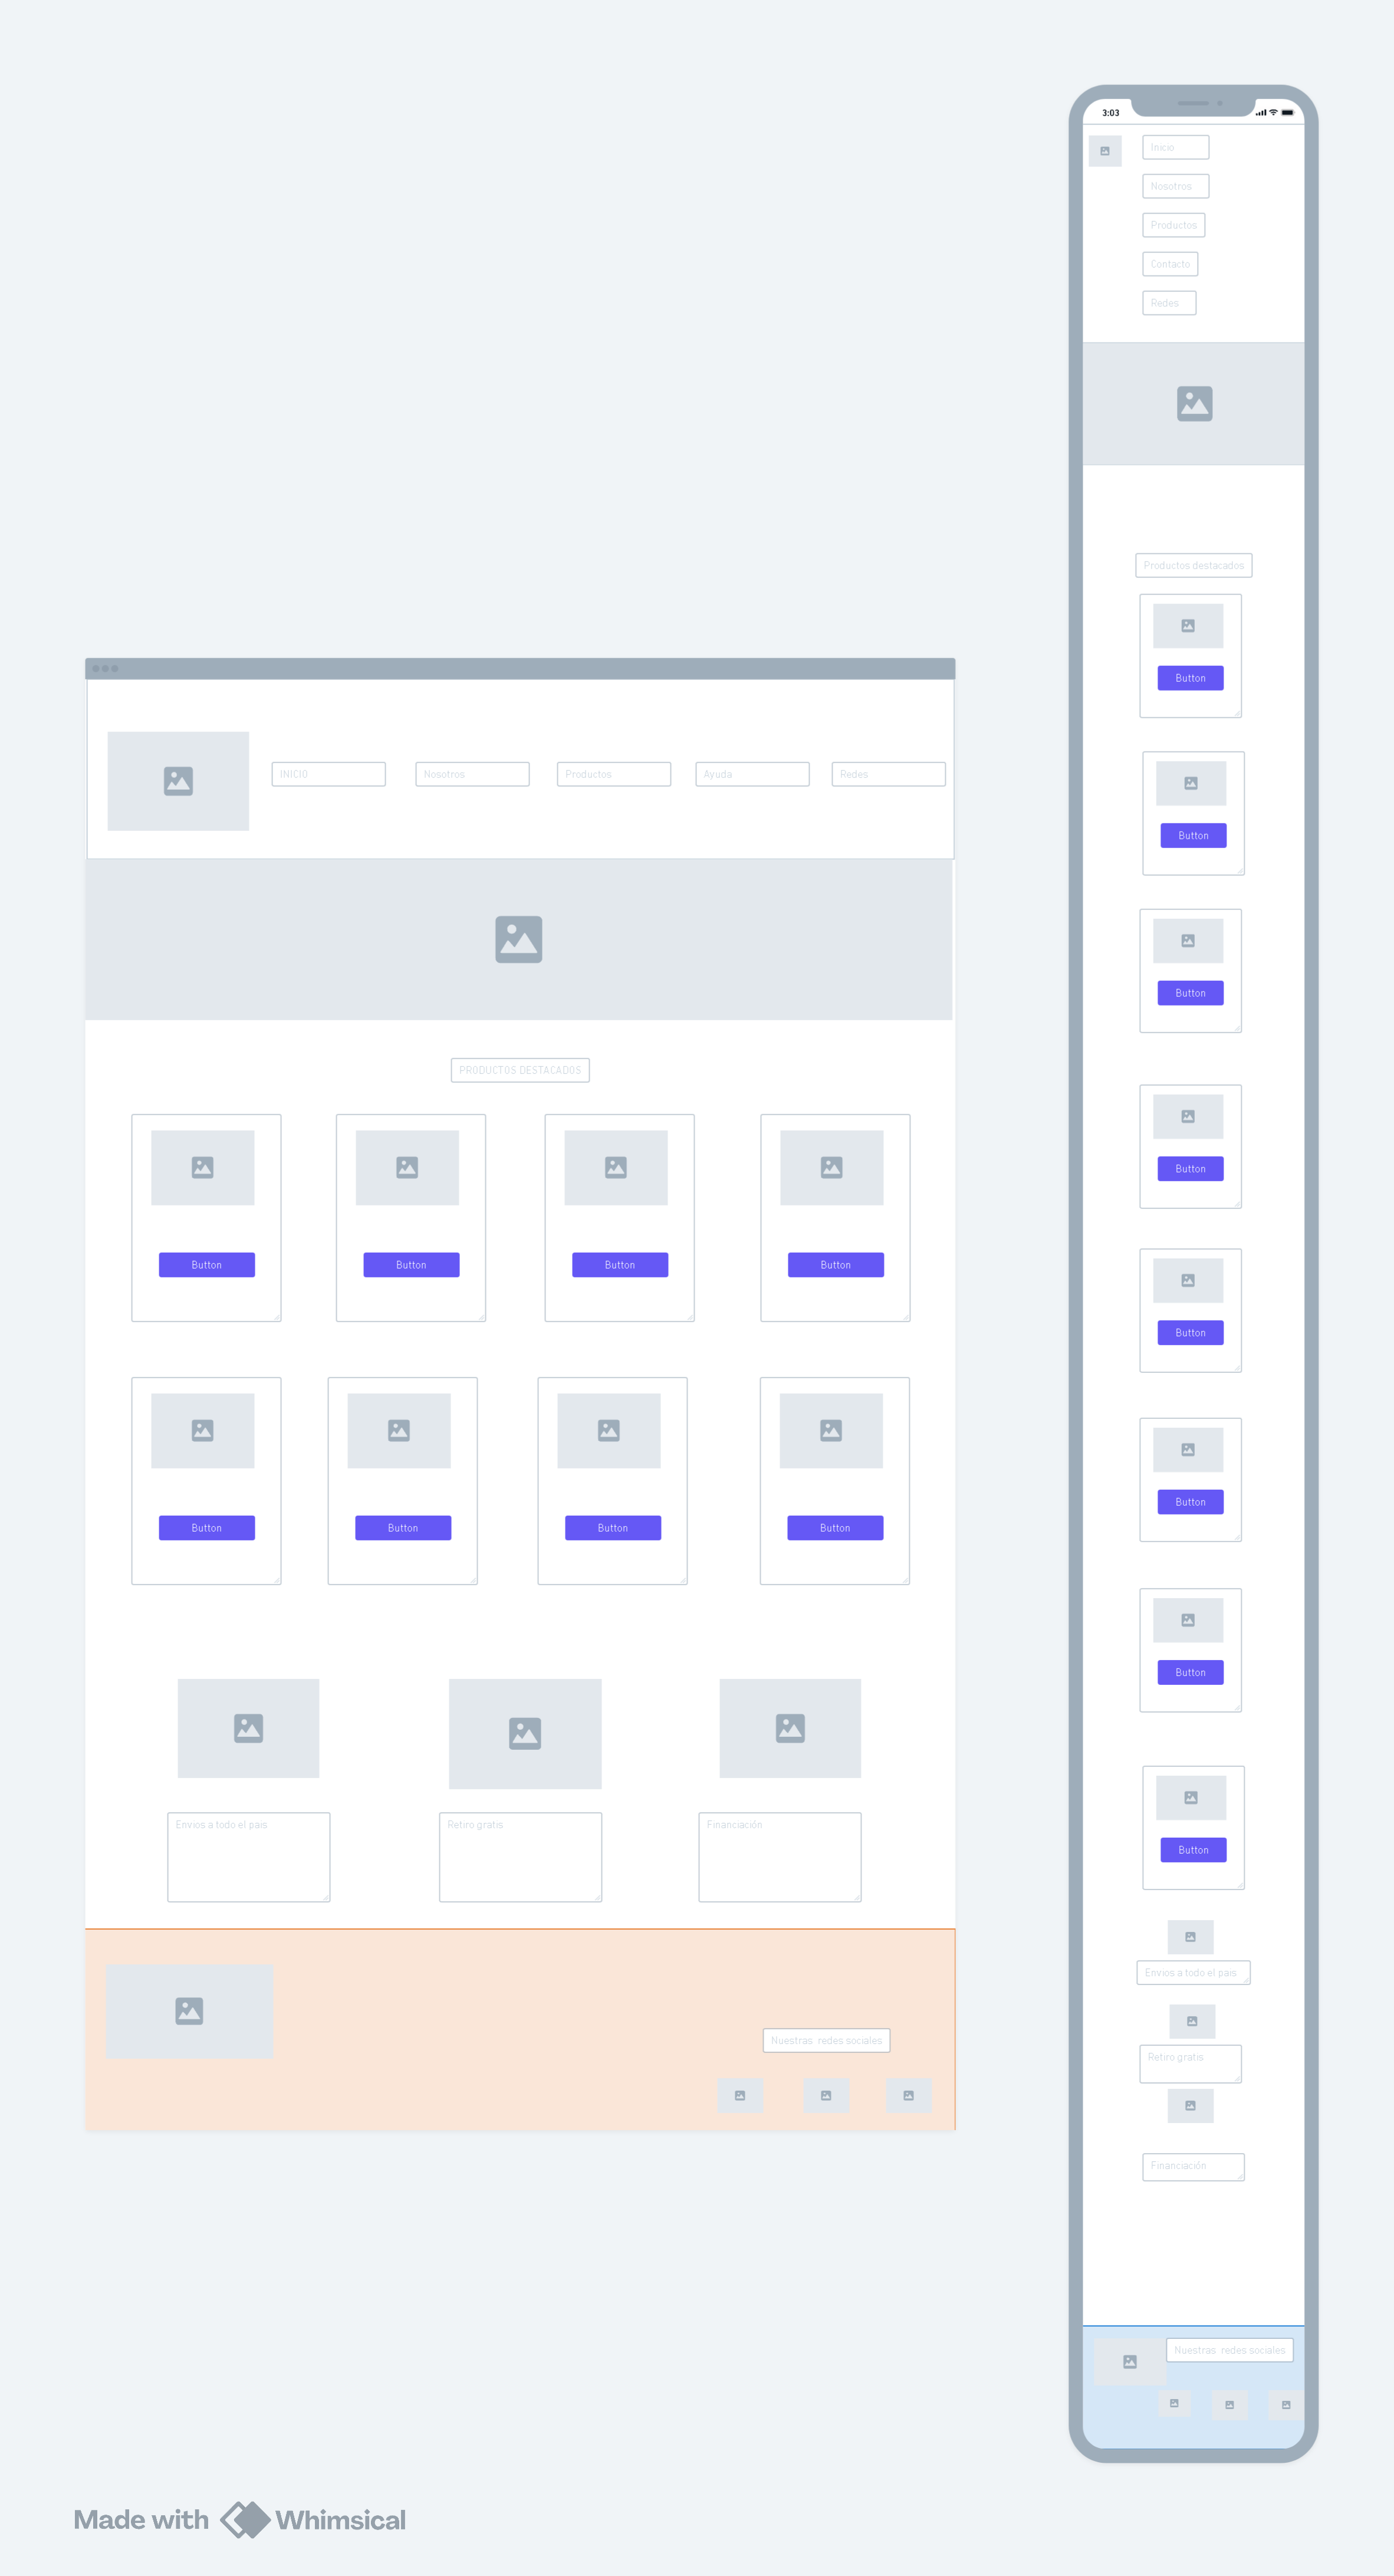 3:03
Inicio
Nosotros
Productos
Contacto
Redes
Productos destacados
Button
Button
Button
Button
Button
Button
Button
Button
Envios a todo el pais
Retiro gratis
Financiación
Nuestras redes sociales
INICIO
Nosotros
Productos
Ayuda
Redes
PRODUCTOS DESTACADOS
Button
Button
Button
Button
Button
Button
Button
Button
Envios a todo el pais
Retiro gratis
Financiación
Nuestras redes sociales
Made with Whimsical